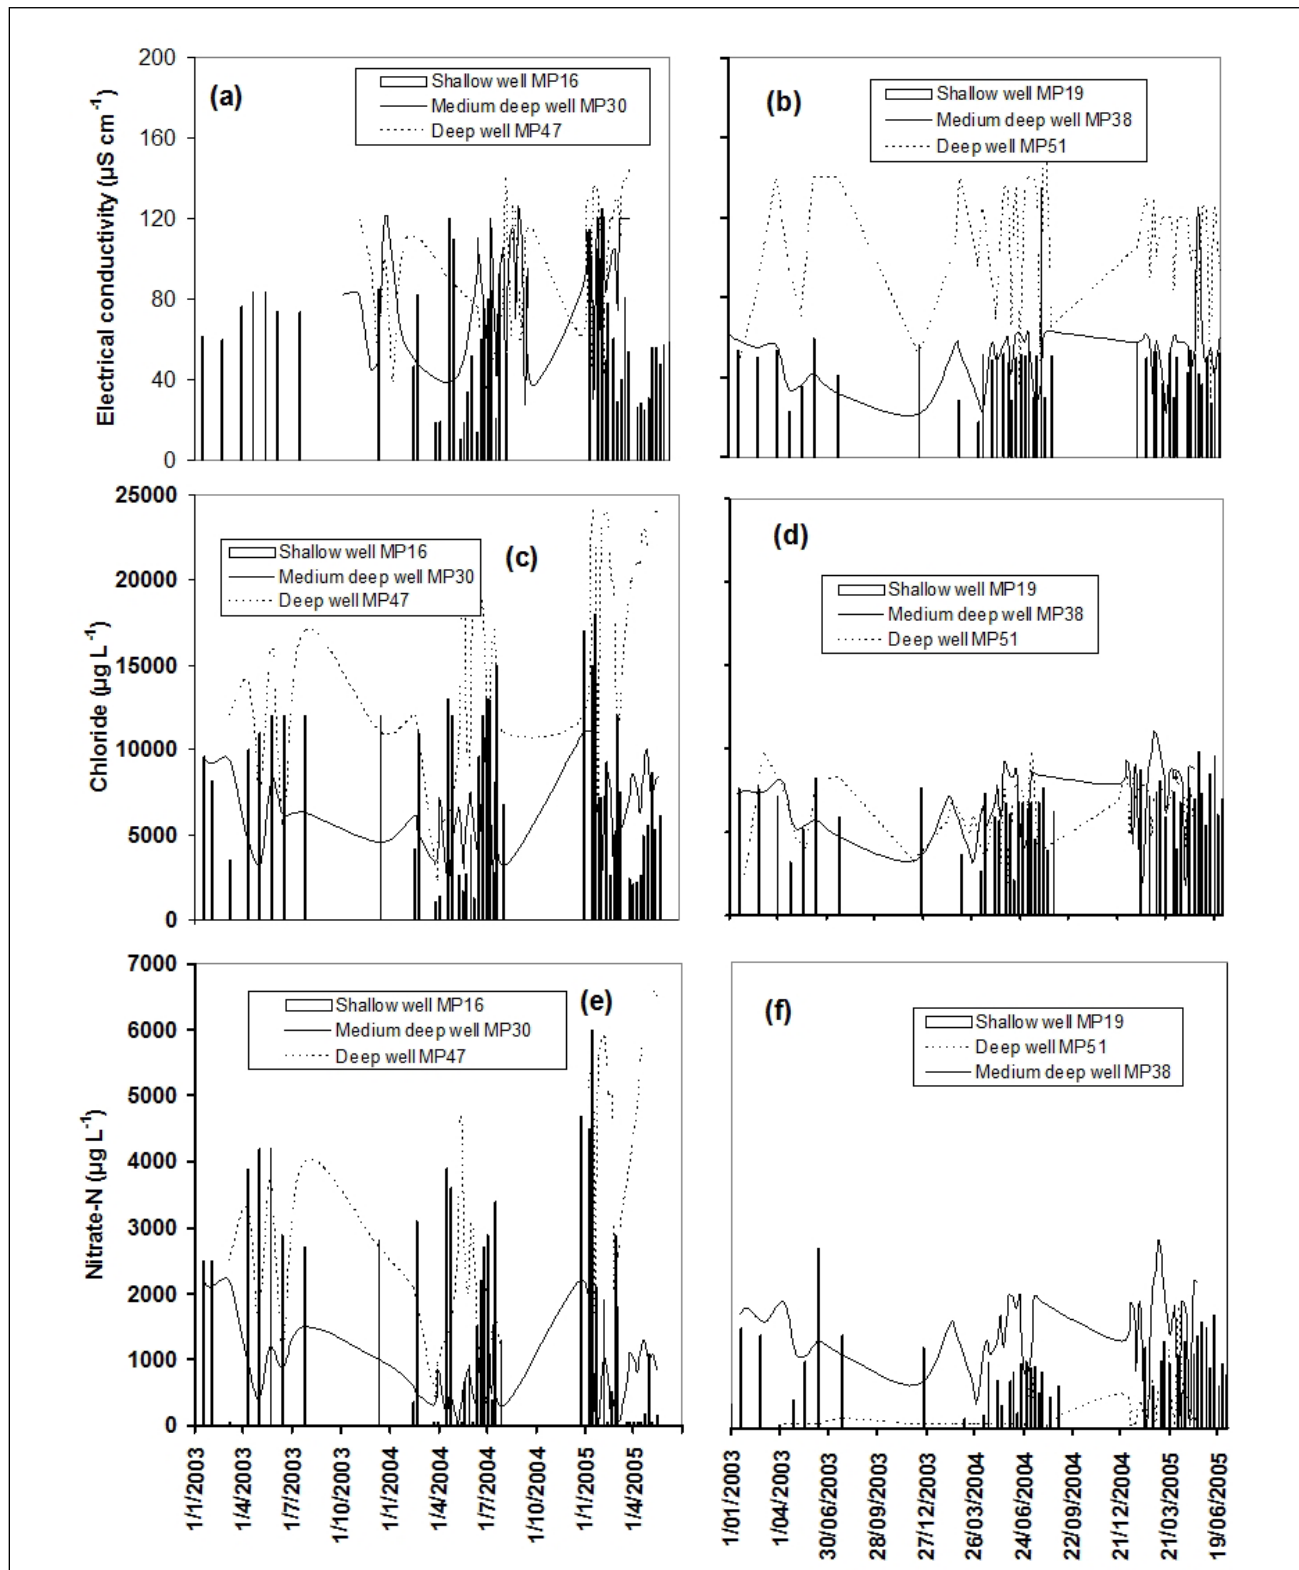 (a)
Shallow well MP16
Medium deep well MP30
Deep well MP47
200
160
120
80
40
0
Electrical conductivity (µS cm-1)
(b)
Shallow well MP19
Medium deep well MP38
Deep well MP51
(c)
Shallow well MP16
Medium deep well MP30
Deep well MP47
25000
20000
15000
10000
5000
0
Chloride (µg L-1)
(d)
Shallow well MP19
Medium deep well MP38
Deep well MP51
(e)
Shallow well MP16
Medium deep well MP30
Deep well MP47
7000
6000
5000
4000
3000
2000
1000
0
Nitrate-N (µg L-1)
1/1/2003
1/4/2003
1/7/2003
1/10/2003
1/1/2004
1/4/2004
1/7/2004
1/10/2004
1/1/2005
1/4/2005
(f)
Shallow well MP19
Deep well MP51
Medium deep well MP38
1/01/2003
1/04/2003
30/06/2003
28/09/2003
27/12/2003
26/03/2004
24/06/2004
22/09/2004
21/12/2004
21/03/2005
19/06/2005